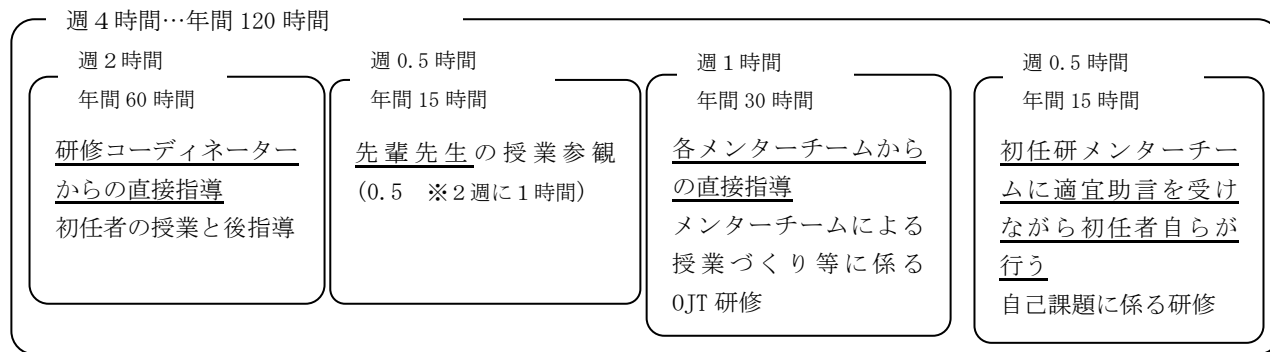 週４時間…年間 120 時間
週２時間
年間 60 時間
研修コーディネーター
からの直接指導
初任者の授業と後指導
週 0.5 時間
年間 15 時間
先輩先生の授業参観
(0.5　※２週に１時間)
週１時間
年間 30 時間
各メンターチームから
の直接指導
メンターチームによる
授業づくり等に係る
OJT 研修
週 0.5 時間
年間 15 時間
初任研メンターチー
ムに適宜助言を受け
ながら初任者自らが
行う
自己課題に係る研修